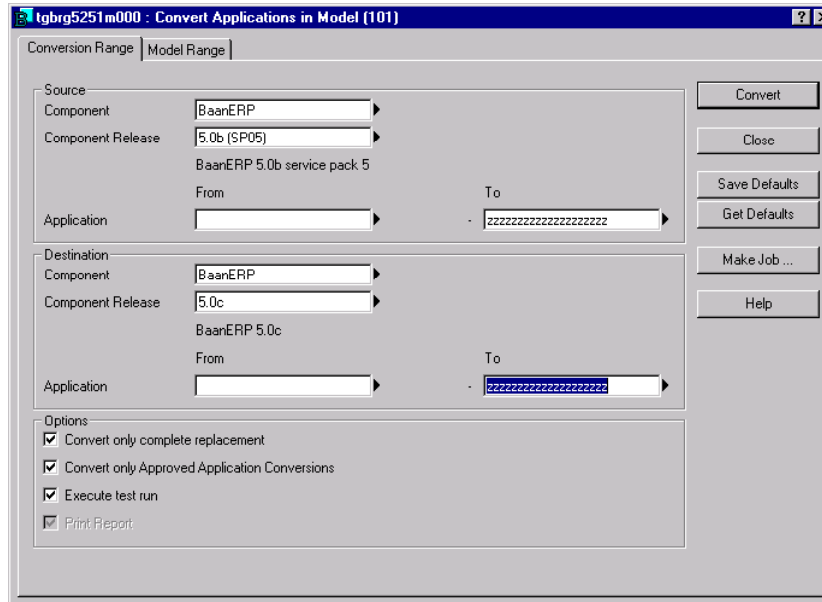 tgbrg5251m000 : Convert Applications in Model (101)
Conversion Range Model Range
Source
Component BaanERP
Component Release 5.0b (SP05)
BaanERP 5.0b service pack 5
From To
Application - zzzzzzzzzzzzzzzzzzzz
Destination
Component BaanERP
Component Release 5.0c
BaanERP 5.0c
From To
Application - zzzzzzzzzzzzzzzzzzzz
Options
Convert only complete replacement
Convert only Approved Application Conversions
Execute test run
Print Report
Convert
Close
Save Defaults
Get Defaults
Make Job ...
Help